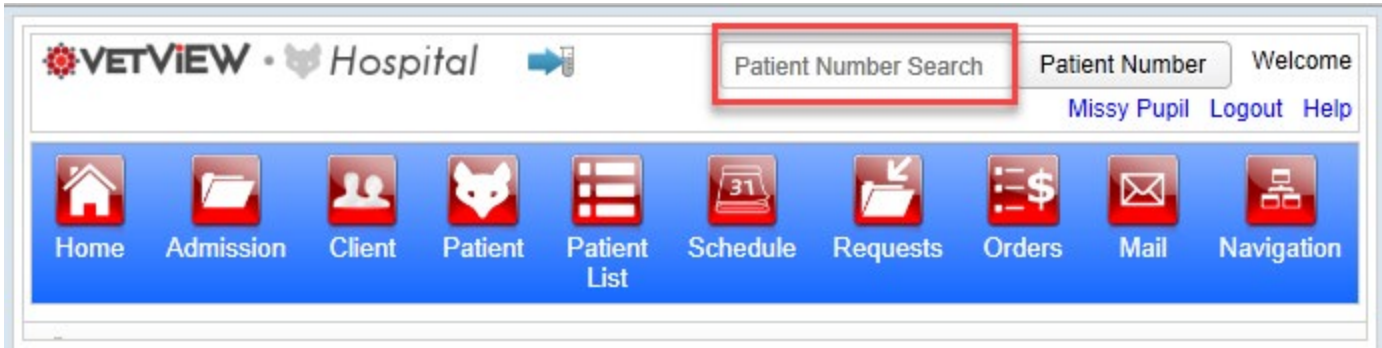 VETVIEW · Hospital
Patient Number Search
Patient Number
Welcome
Missy Pupil Logout Help
31
$
Home Admission Client Patient Patient List Schedule Requests Orders Mail Navigation